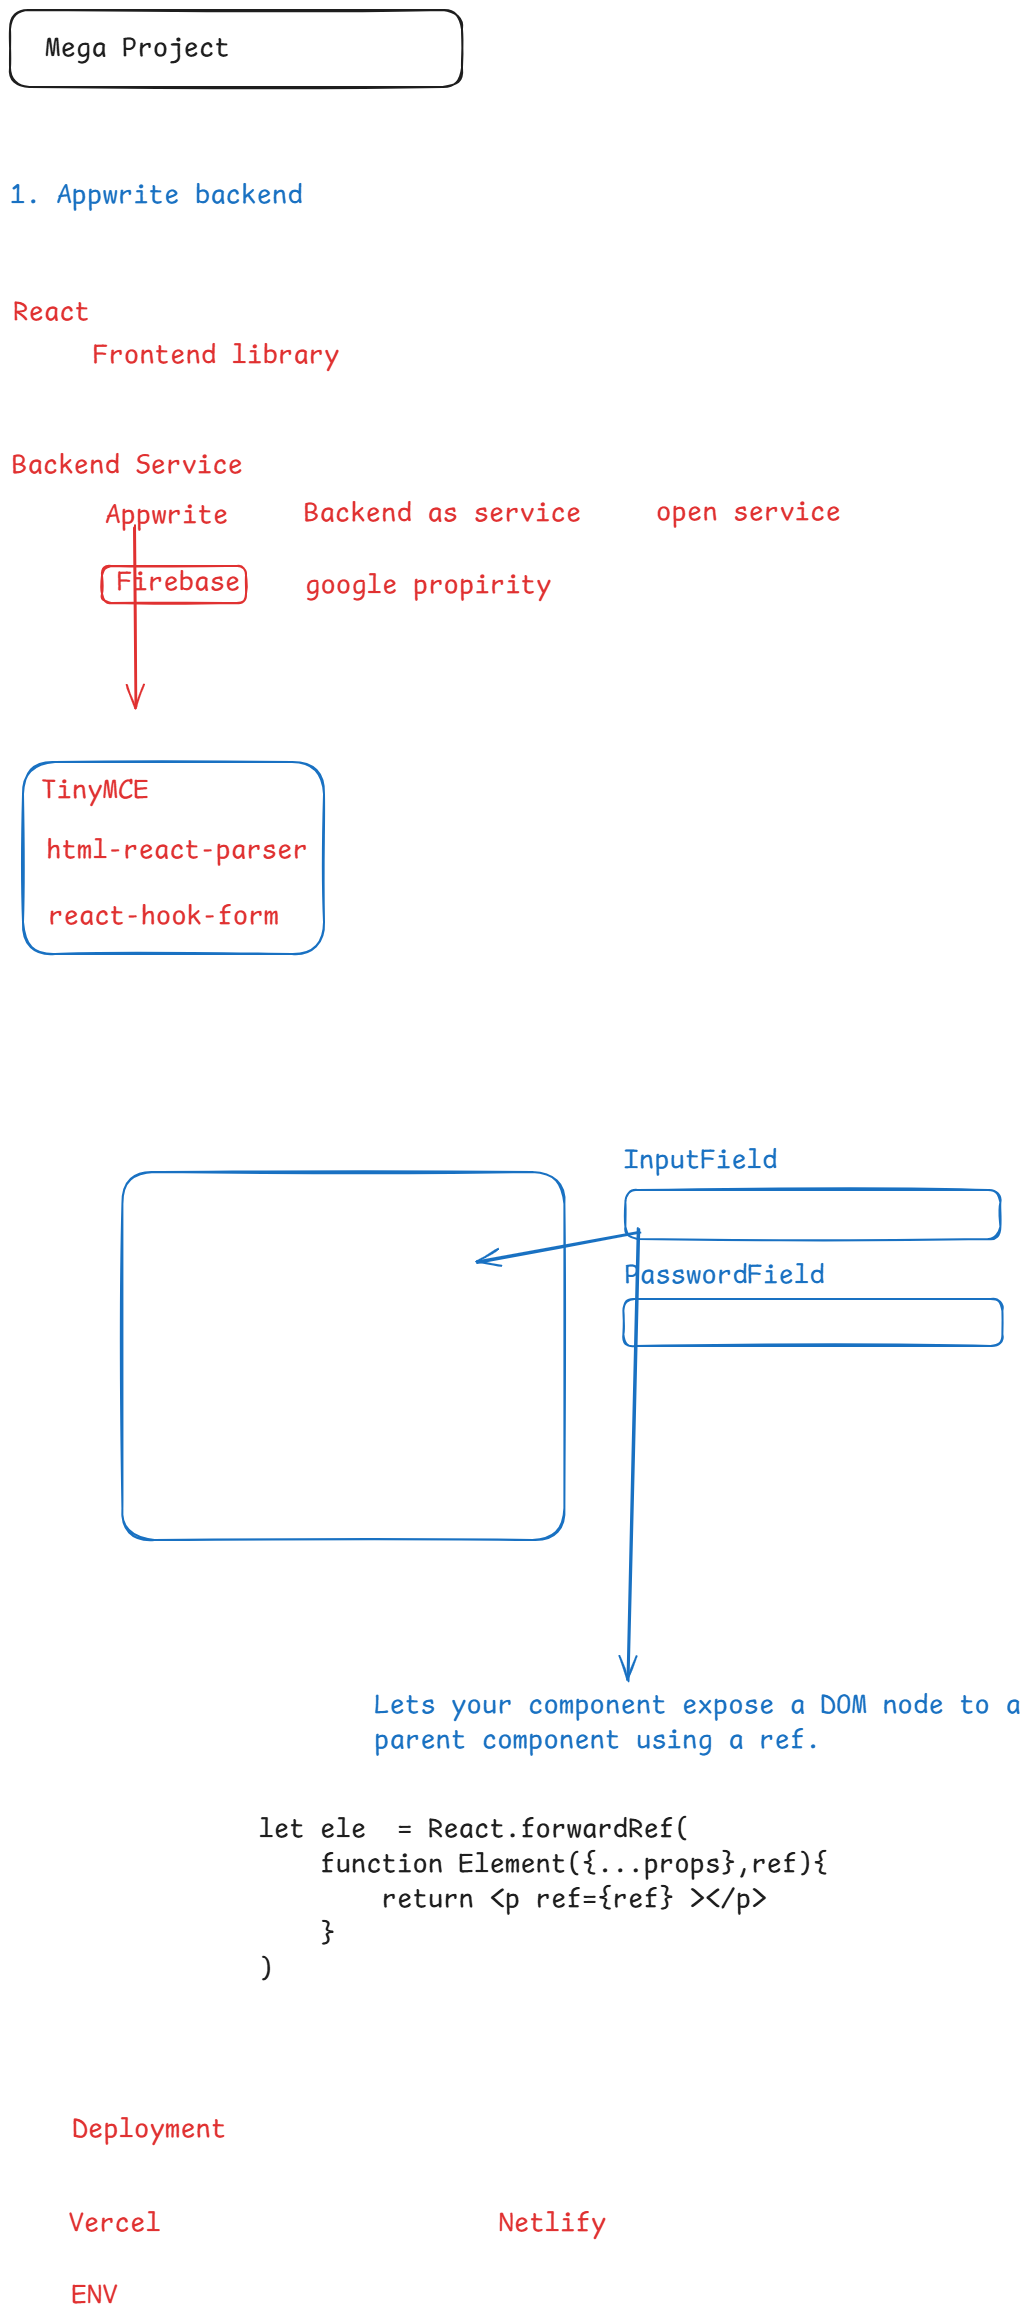 Mega Project
1. Appwrite backend
React
Frontend library
Backend Service
Appwrite Backend as service open service
Firebase google propirity
TinyMCE
html-react-parser
react-hook-form
InputField
PasswordField
Lets your component expose a DOM node to a
parent component using a ref.
let ele  = React.forwardRef(
    function Element({...props},ref){
        return <p ref={ref} ></p>
    }
)
Deployment
Vercel Netlify
ENV